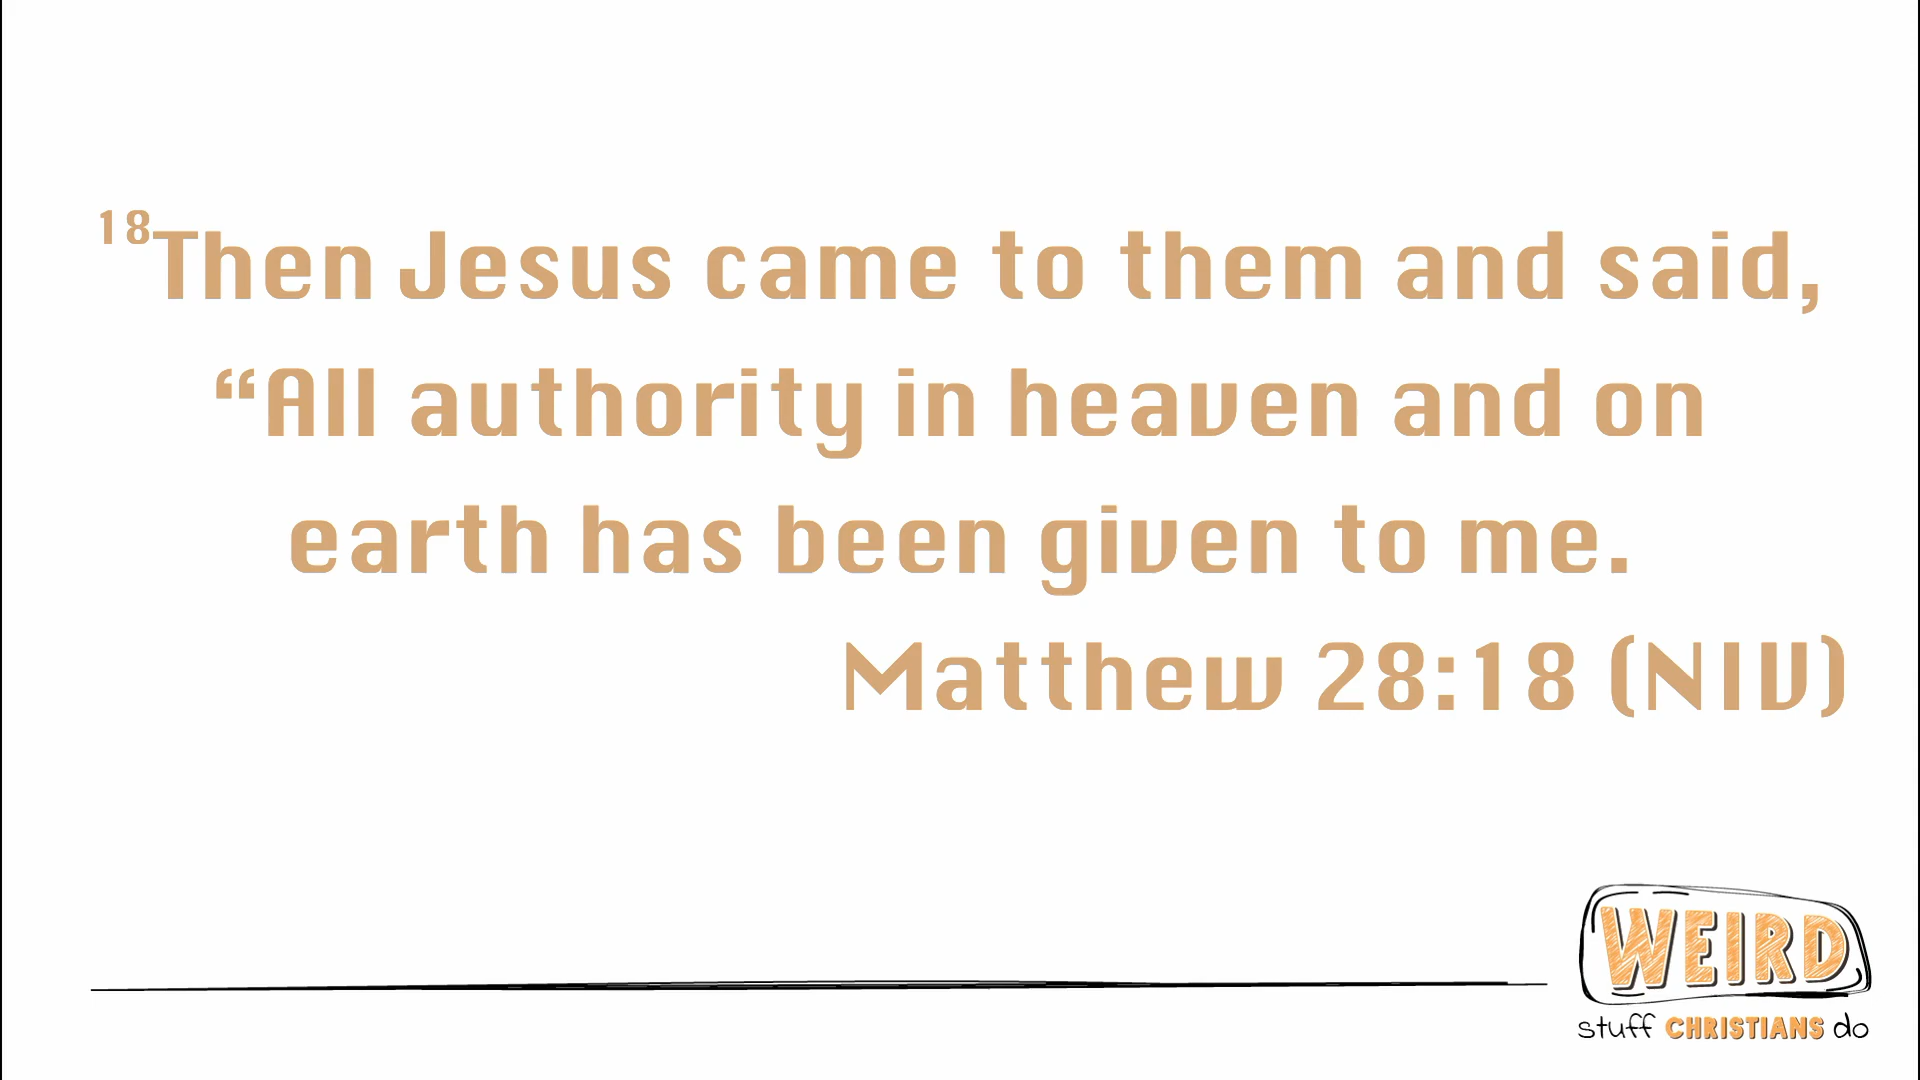 18Then Jesus came to them and said,
“All authority in heaven and on
earth has been given to me.
Matthew 28:18 (NIV)
WEIRD
stuff CHRISTIANS do